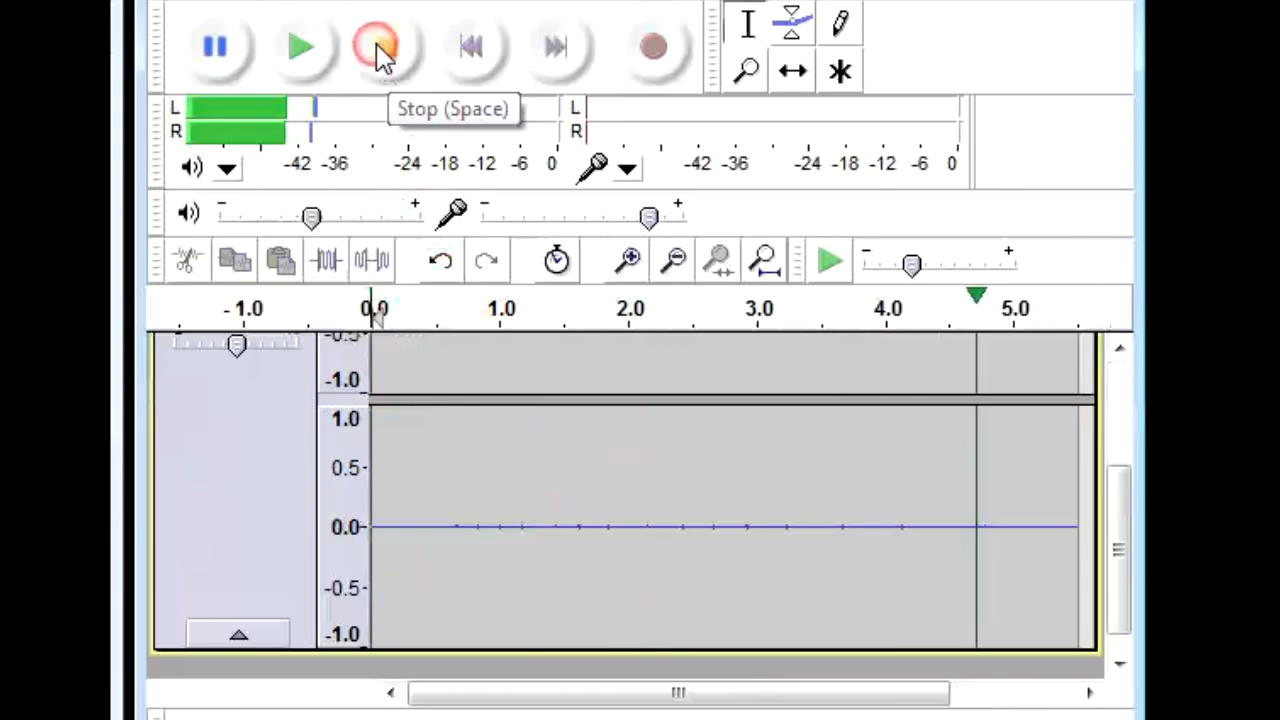 Stop (Space)
L
R
L
R
-42 -36 -24 -18 -12 -6 0
-42 -36 -24 -18 -12 -6 0
- + - +
- +
- 1.0 0.0 1.0 2.0 3.0 4.0 5.0
-0.5-
-1.0
1.0
0.5-
0.0-
-0.5-
-1.0